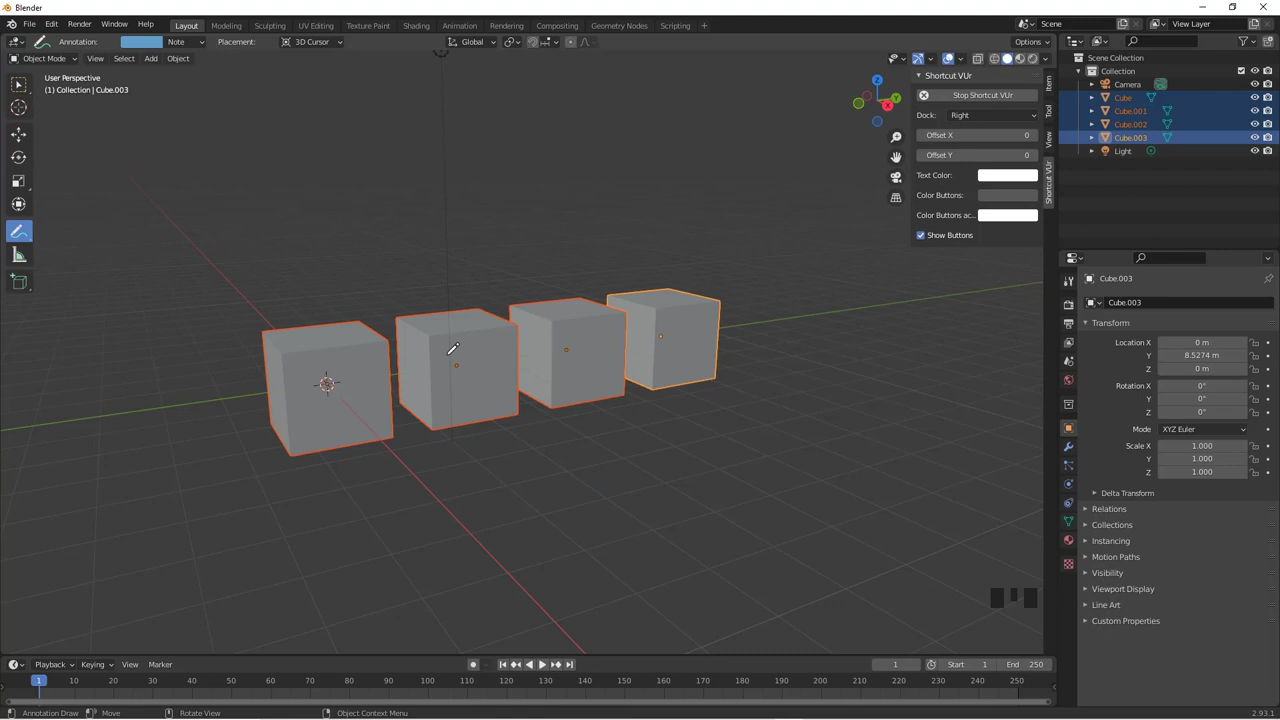 Blender
File Edit Render Window Help Layout Modeling Sculpting UV Editing Texture Paint Shading Animation Rendering Compositing Geometry Nodes Scripting + Scene View Layer
Annotation: Note Placement: 3D Cursor Global Options
Object Mode View Select Add Object
User Perspective
(1) Collection | Cube.003
Z
Y
X
Shortcut VUr
Stop Shortcut VUr
Dock: Right
Offset X 0
Offset Y 0
Text Color:
Color Buttons:
Color Buttons ac..
Show Buttons
Item
Tool
View
Shortcut VUr
Scene Collection
Collection
Camera
Cube
Cube.001
Cube.002
Cube.003
Light
Cube.003
Cube.003
Transform
Location X 0 m
Y 8.5274 m
Z 0 m
Rotation X 0°
Y 0°
Z 0°
Mode XYZ Euler
Scale X 1.000
Y 1.000
Z 1.000
Delta Transform
Relations
Collections
Instancing
Motion Paths
Visibility
Viewport Display
Line Art
Custom Properties
Playback Keying View Marker 1 Start 1 End 250
1 10 20 30 40 50 60 70 80 90 100 110 120 130 140 150 160 170 180 190 200 210 220 230 240 250
Annotation Draw Move Rotate View Object Context Menu 2.93.1